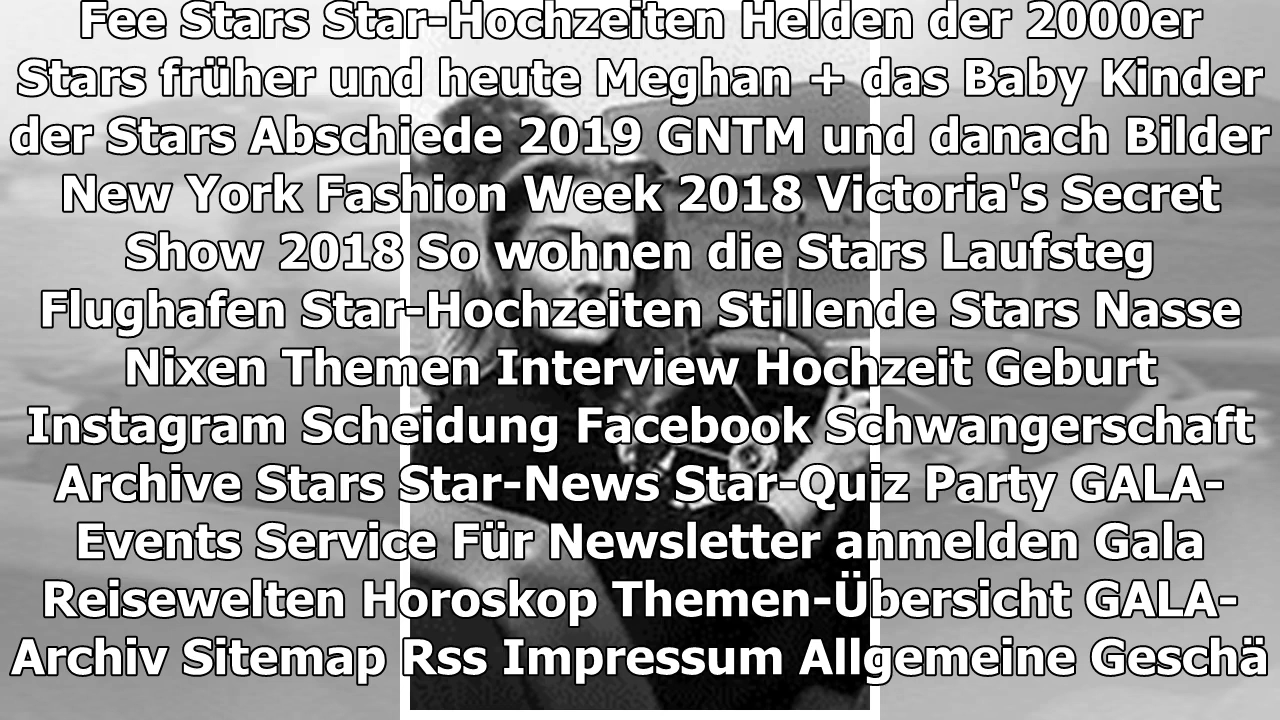 Fee Stars Star-Hochzeiten Helden der 2000er
Stars früher und heute Meghan + das Baby Kinder
der Stars Abschiede 2019 GNTM und danach Bilder
New York Fashion Week 2018 Victoria's Secret
Show 2018 So wohnen die Stars Laufsteg
Flughafen Star-Hochzeiten Stillende Stars Nasse
Nixen Themen Interview Hochzeit Geburt
Instagram Scheidung Facebook Schwangerschaft
Archive Stars Star-News Star-Quiz Party GALA-
Events Service Für Newsletter anmelden Gala
Reisewelten Horoskop Themen-Übersicht GALA-
Archiv Sitemap Rss Impressum Allgemeine Geschä